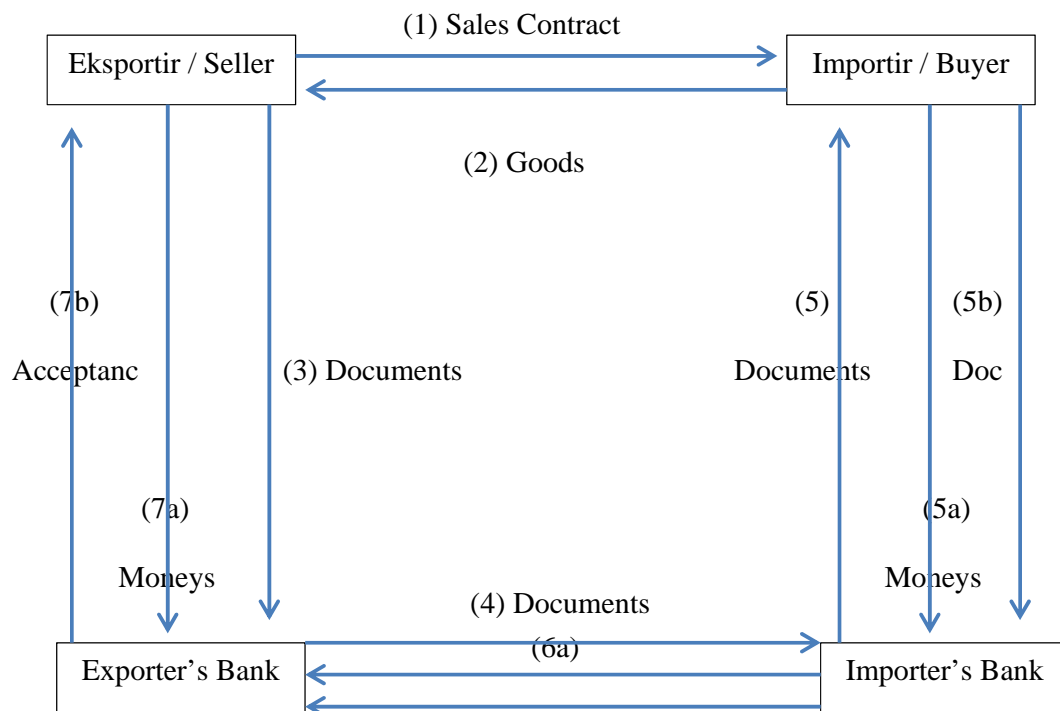 (1) Sales Contract
Eksportir / Seller
Importir / Buyer
(2) Goods
(7b)
(5)
(5b)
Acceptanc
(3) Documents
Documents
Doc
(7a)
(5a)
Moneys
Moneys
(4) Documents
(6a)
Exporter’s Bank
Importer’s Bank